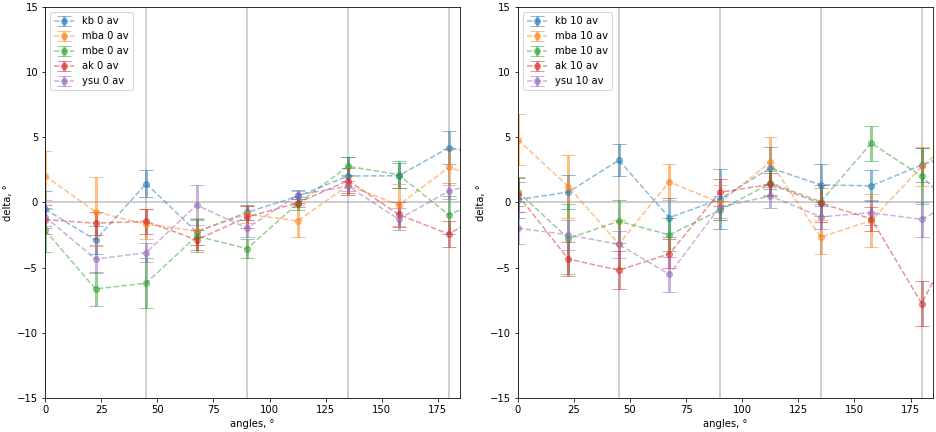 kb 0 av
mba 0 av
mbe 0 av
ak 0 av
ysu 0 av
15
10
5
0
−5
−10
−15
delta, °
0
25
50
75
100
125
150
175
angles, °
kb 10 av
mba 10 av
mbe 10 av
ak 10 av
ysu 10 av
15
10
5
0
−5
−10
−15
delta, °
0
25
50
75
100
125
150
175
angles, °